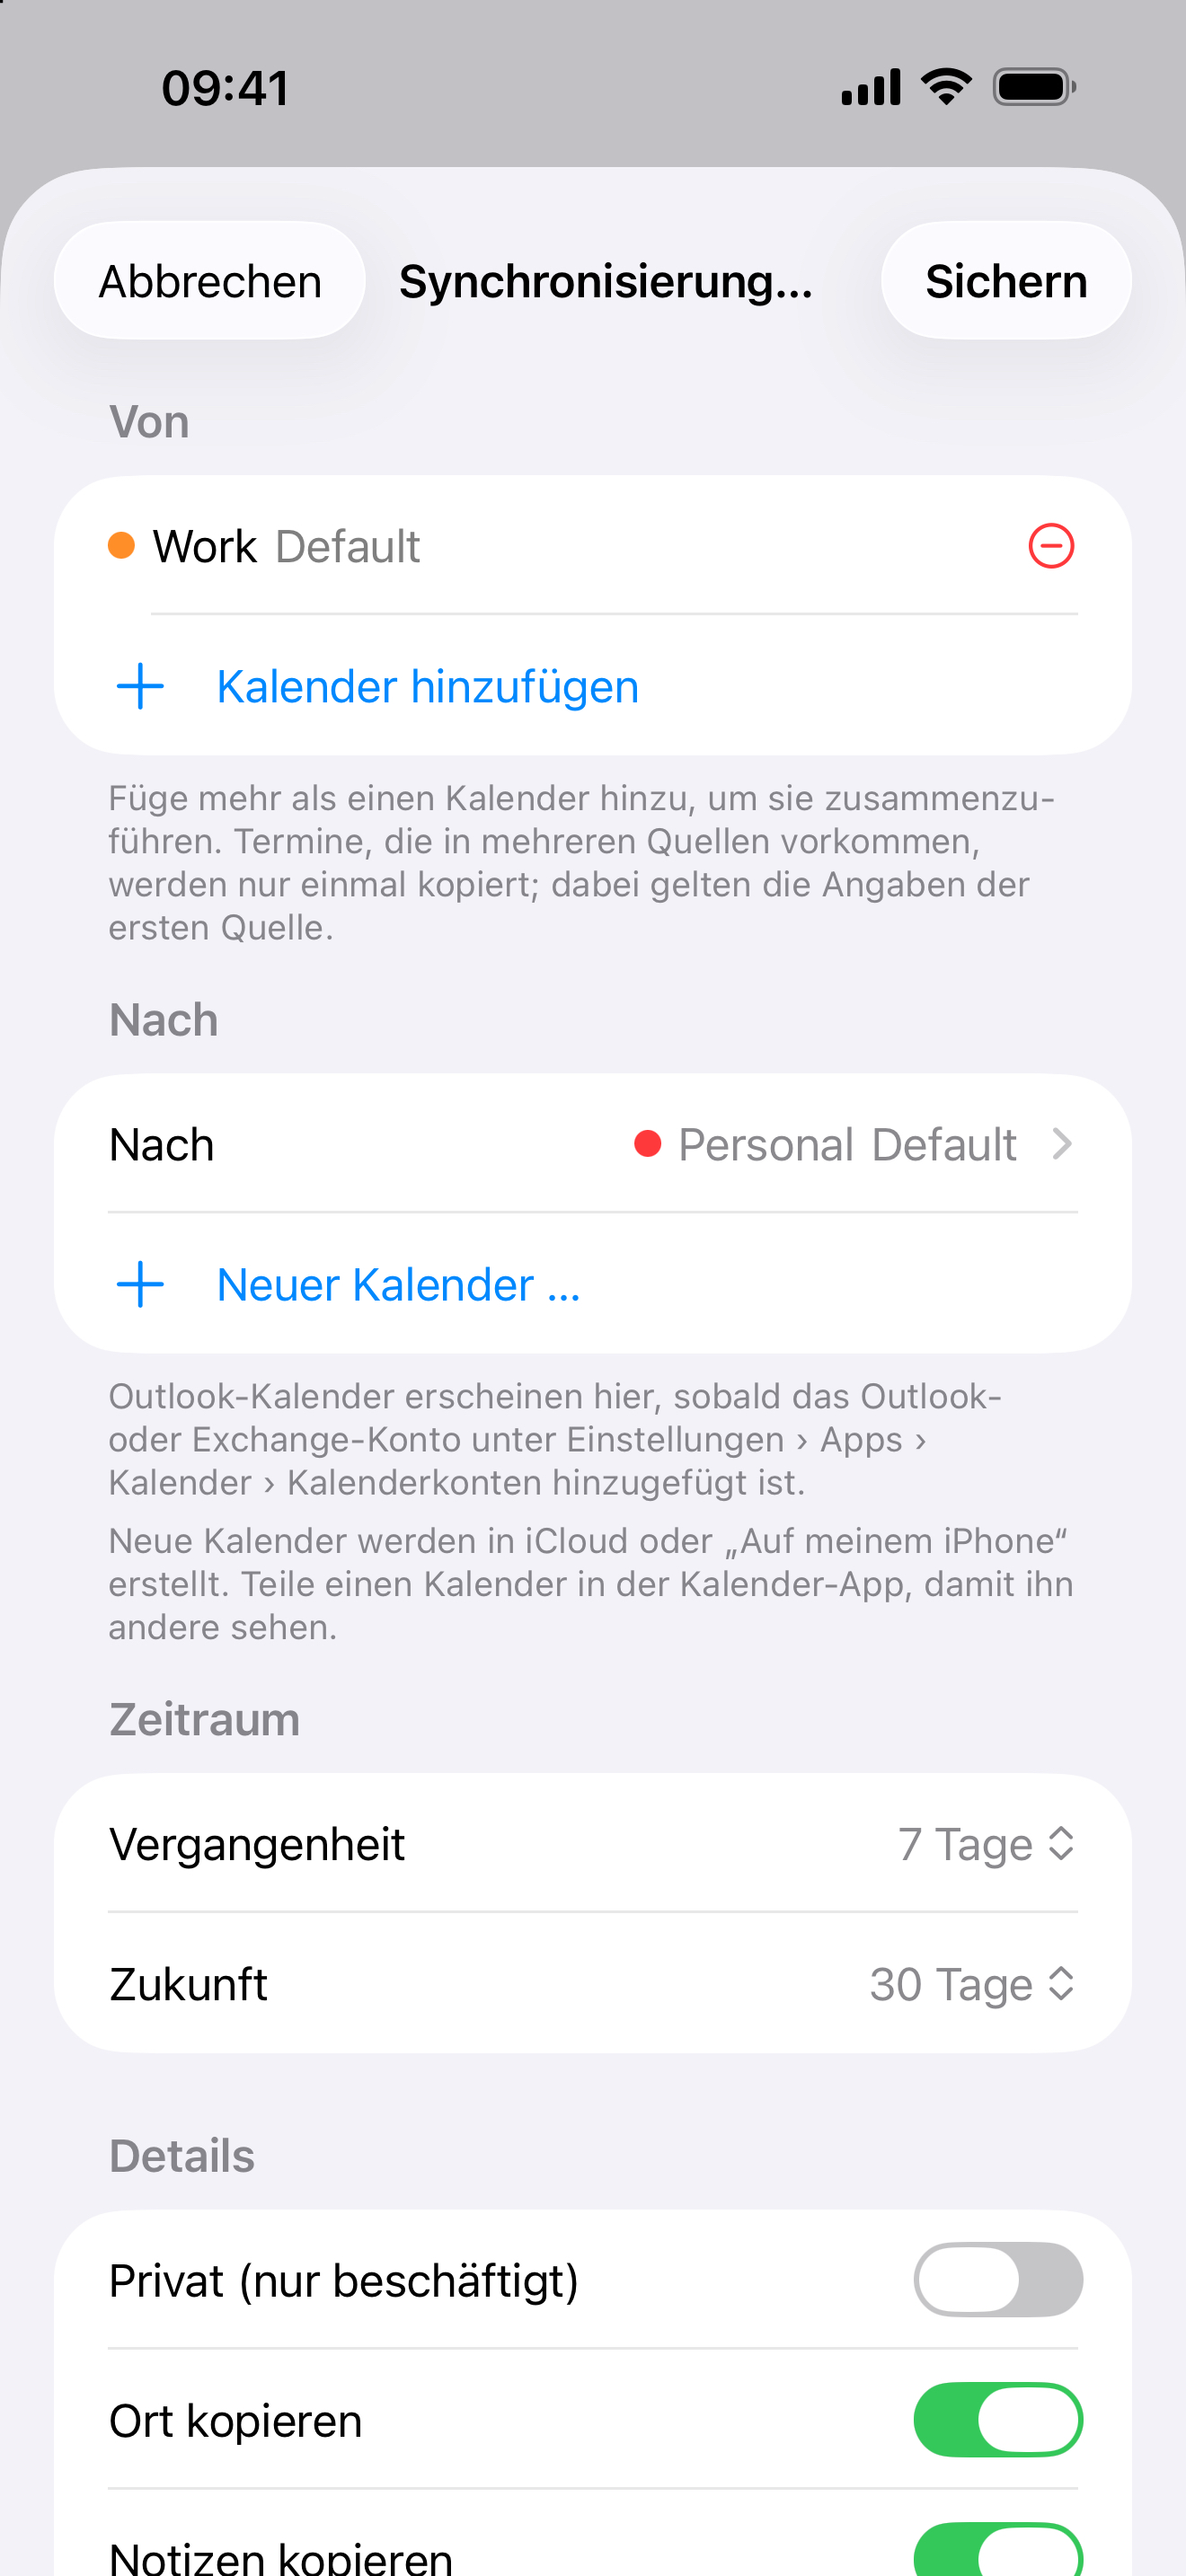 09:41
Abbrechen
Synchronisierung...
Sichern
Von
Work Default
Kalender hinzufügen
Füge mehr als einen Kalender hinzu, um sie zusammenzu-
führen. Termine, die in mehreren Quellen vorkommen,
werden nur einmal kopiert; dabei gelten die Angaben der
ersten Quelle.
Nach
Nach
Personal Default
Neuer Kalender ...
Outlook-Kalender erscheinen hier, sobald das Outlook-
oder Exchange-Konto unter Einstellungen › Apps ›
Kalender › Kalenderkonten hinzugefügt ist.
Neue Kalender werden in iCloud oder „Auf meinem iPhone“
erstellt. Teile einen Kalender in der Kalender-App, damit ihn
andere sehen.
Zeitraum
Vergangenheit
7 Tage
Zukunft
30 Tage
Details
Privat (nur beschäftigt)
Ort kopieren
Notizen kopieren